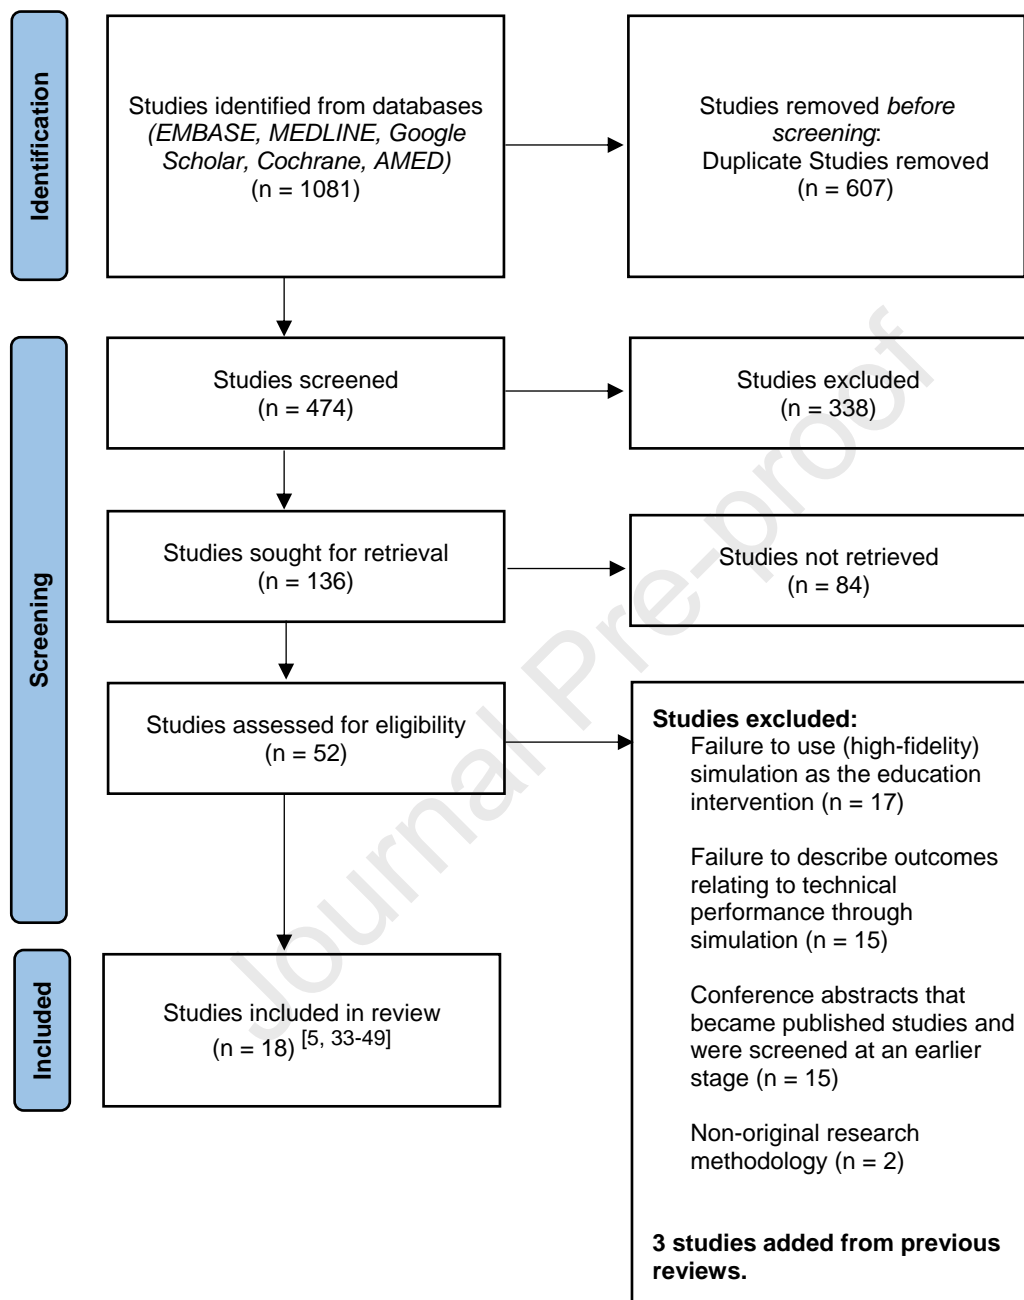 Identification
Studies identified from databases
(EMBASE, MEDLINE, Google
Scholar, Cochrane, AMED)
(n = 1081)
Studies removed before
screening:
Duplicate Studies removed
(n = 607)
Screening
Studies screened
(n = 474)
Studies excluded
(n = 338)
Studies sought for retrieval
(n = 136)
Studies not retrieved
(n = 84)
Studies assessed for eligibility
(n = 52)
Studies excluded:
Failure to use (high-fidelity)
simulation as the education
intervention (n = 17)
Failure to describe outcomes
relating to technical
performance through
simulation (n = 15)
Conference abstracts that
became published studies and
were screened at an earlier
stage (n = 15)
Non-original research
methodology (n = 2)
3 studies added from previous
reviews.
Included
Studies included in review
(n = 18) [5, 33-49]
Journal Pre-proof